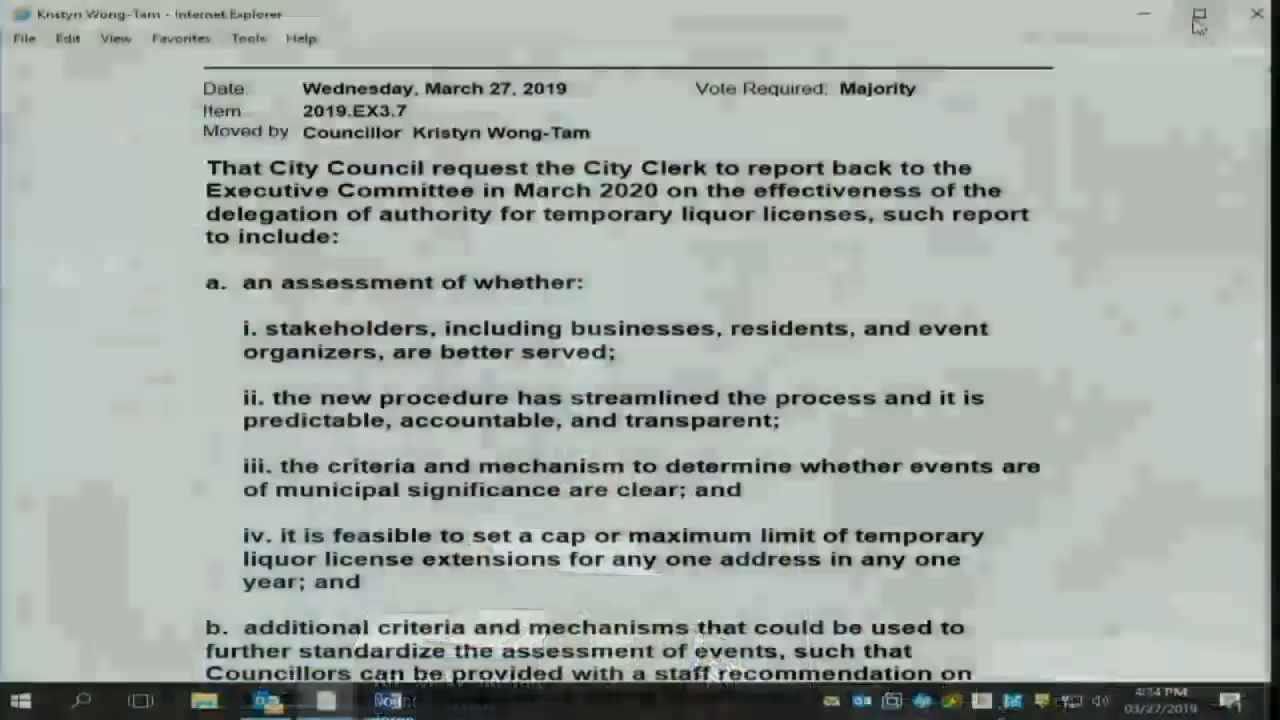 Kristyn Wong-Tam - Internet Explorer
File Edit View Favorites Tools Help
Date: Wednesday, March 27, 2019 Vote Required: Majority
Item 2019.EX3.7
Moved by Councillor Kristyn Wong-Tam
That City Council request the City Clerk to report back to the
Executive Committee in March 2020 on the effectiveness of the
delegation of authority for temporary liquor licenses, such report
to include:
a. an assessment of whether:
i. stakeholders, including businesses, residents, and event
organizers, are better served;
ii. the new procedure has streamlined the process and it is
predictable, accountable, and transparent;
iii. the criteria and mechanism to determine whether events are
of municipal significance are clear; and
iv. it is feasible to set a cap or maximum limit of temporary
liquor license extensions for any one address in any one
year; and
b. additional criteria and mechanisms that could be used to
further standardize the assessment of events, such that
Councillors can be provided with a staff recommendation on
4:34 PM
03/27/2019